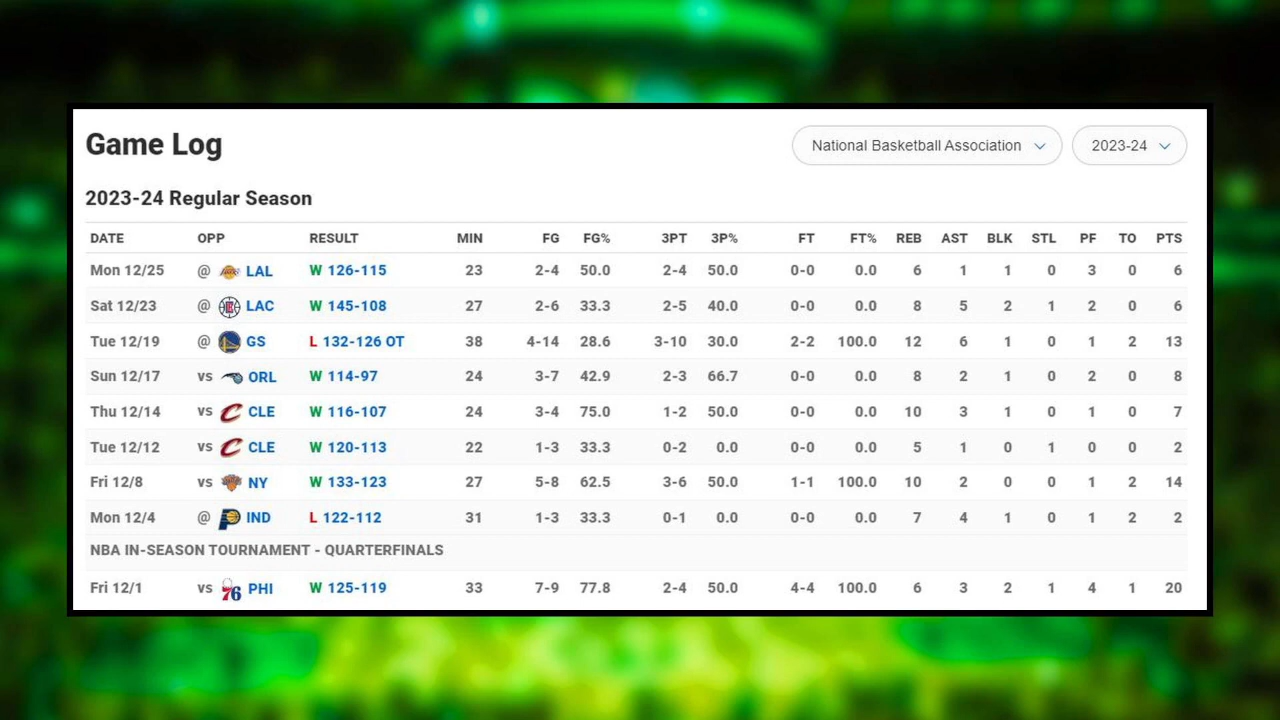 Game Log
National Basketball Association
2023-24
2023-24 Regular Season
DATE OPP RESULT MIN FG FG% 3PT 3P% FT FT% REB AST BLK STL PF TO PTS
Mon 12/25 @ LAL W 126-115 23 2-4 50.0 2-4 50.0 0-0 0.0 6 1 1 0 3 0 6
Sat 12/23 @ LAC W 145-108 27 2-6 33.3 2-5 40.0 0-0 0.0 8 5 2 1 2 0 6
Tue 12/19 @ GS L 132-126 OT 38 4-14 28.6 3-10 30.0 2-2 100.0 12 6 1 0 1 2 13
Sun 12/17 vs ORL W 114-97 24 3-7 42.9 2-3 66.7 0-0 0.0 8 2 1 0 2 0 8
Thu 12/14 vs CLE W 116-107 24 3-4 75.0 1-2 50.0 0-0 0.0 10 3 1 0 1 0 7
Tue 12/12 vs CLE W 120-113 22 1-3 33.3 0-2 0.0 0-0 0.0 5 1 0 1 0 0 2
Fri 12/8 vs NY W 133-123 27 5-8 62.5 3-6 50.0 1-1 100.0 10 2 0 0 1 2 14
Mon 12/4 @ IND L 122-112 31 1-3 33.3 0-1 0.0 0-0 0.0 7 4 1 0 1 2 2
NBA IN-SEASON TOURNAMENT - QUARTERFINALS
Fri 12/1 vs 76 PHI W 125-119 33 7-9 77.8 2-4 50.0 4-4 100.0 6 3 2 1 4 1 20